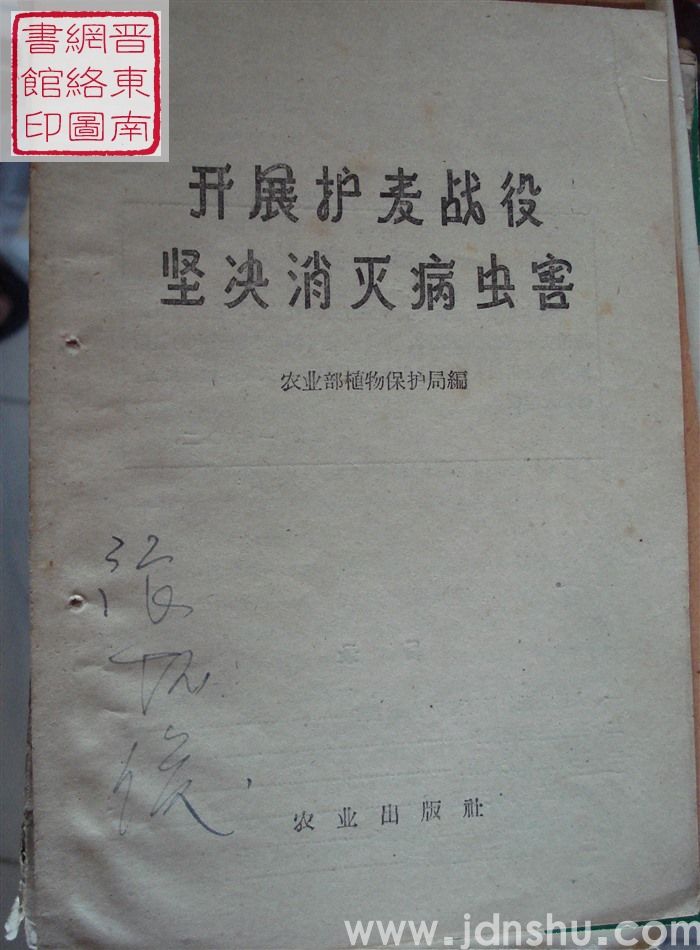 晋東南
網絡圖
書館印
开展护麦战役
坚决消灭病虫害
农业部植物保护局編
农业出版社
www.jdnshu.com